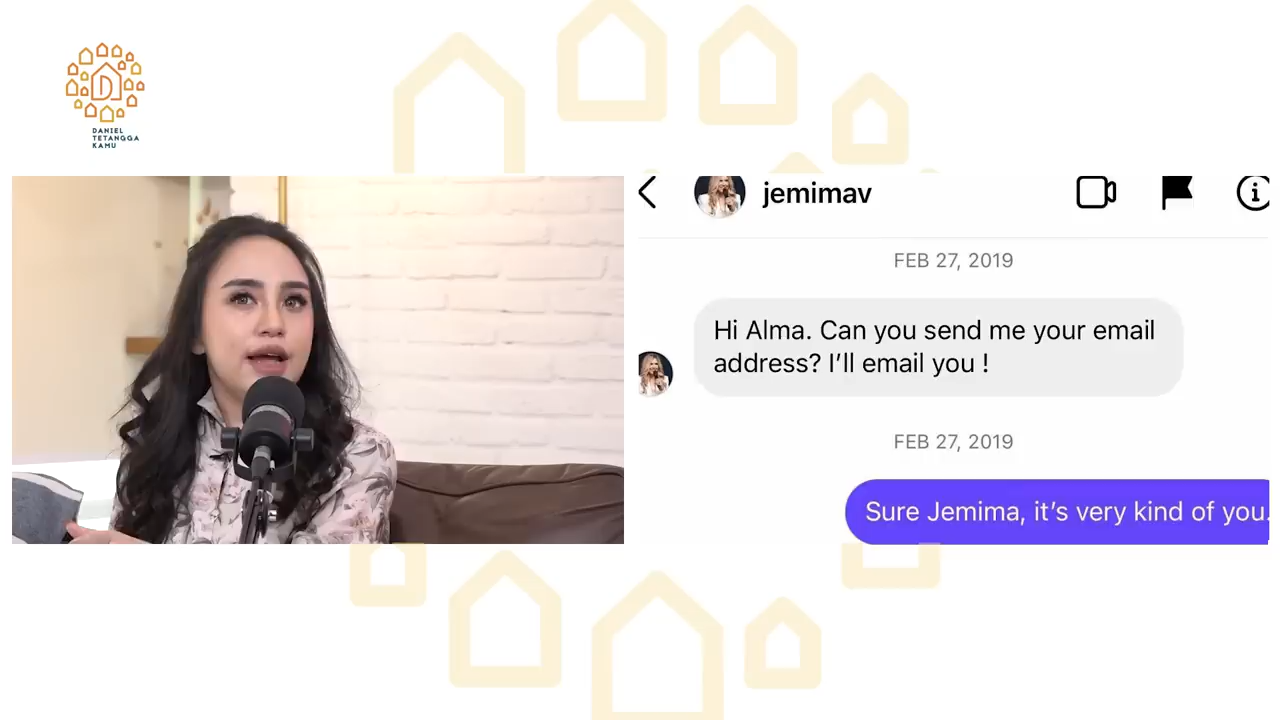 DANIEL
TETANGGA
KAMU
jemimav
FEB 27, 2019
Hi Alma. Can you send me your email
address? I’ll email you !
FEB 27, 2019
Sure Jemima, it’s very kind of you.